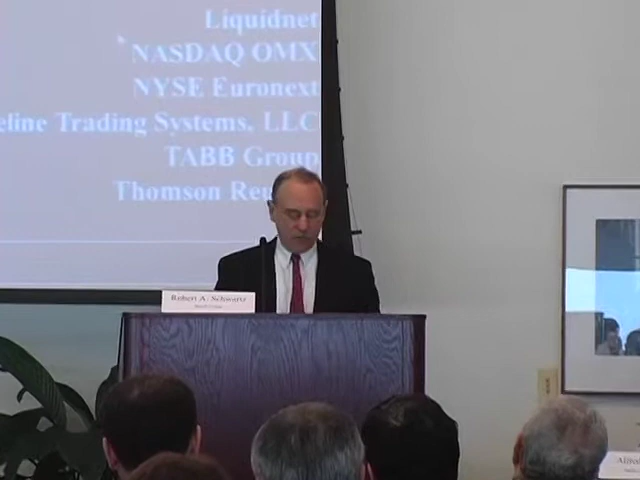 Liquidnet
NASDAQ OMX
NYSE Euronext
eline Trading Systems, LLC
TABB Group
Thomson Reu
Robert A. Schwartz